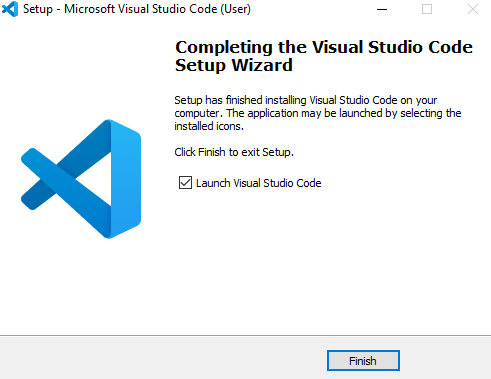 Setup - Microsoft Visual Studio Code (User)
Completing the Visual Studio Code
Setup Wizard
Setup has finished installing Visual Studio Code on your
computer. The application may be launched by selecting the
installed icons.
Click Finish to exit Setup.
Launch Visual Studio Code
Finish